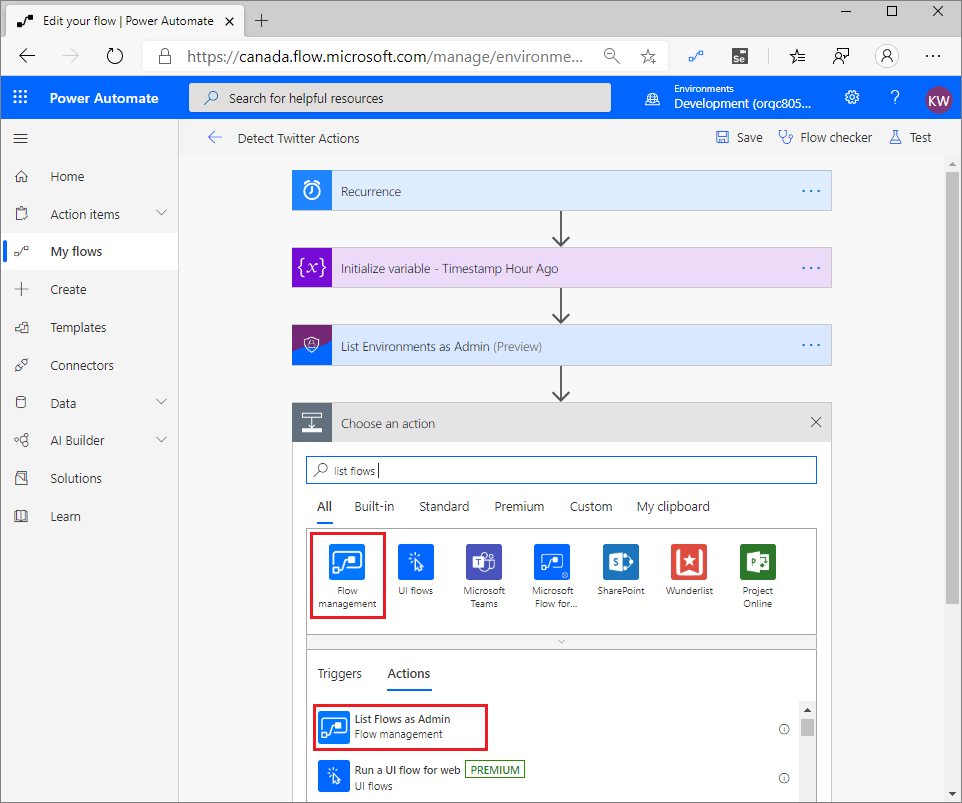 Edit your flow | Power Automate
https://canada.flow.microsoft.com/manage/environme...
Se
Power Automate
Search for helpful resources
Environments
Development (orgc805...
?
KW
Detect Twitter Actions
Save
Flow checker
Test
Home
Action items
My flows
Create
Templates
Connectors
Data
AI Builder
Solutions
Learn
Recurrence
{x}
Initialize variable - Timestamp Hour Ago
List Environments as Admin (Preview)
Choose an action
list flows
All Built-in Standard Premium Custom My clipboard
Flow
management
UI flows
Microsoft
Teams
Microsoft
Flow for...
SharePoint
Wunderlist
Project
Online
Triggers Actions
List Flows as Admin
Flow management
Run a UI flow for web PREMIUM
UI flows